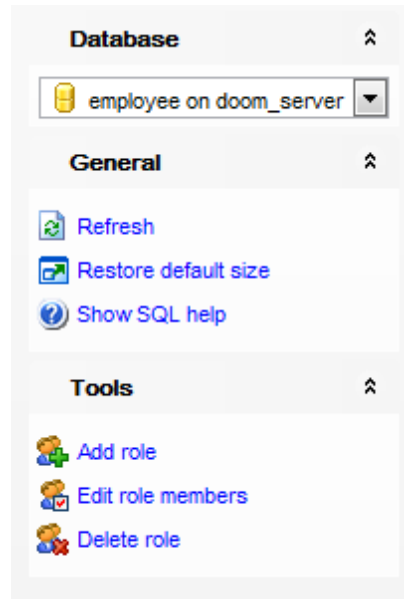 Database
employee on doom_server
General
Refresh
Restore default size
Show SQL help
Tools
Add role
Edit role members
Delete role